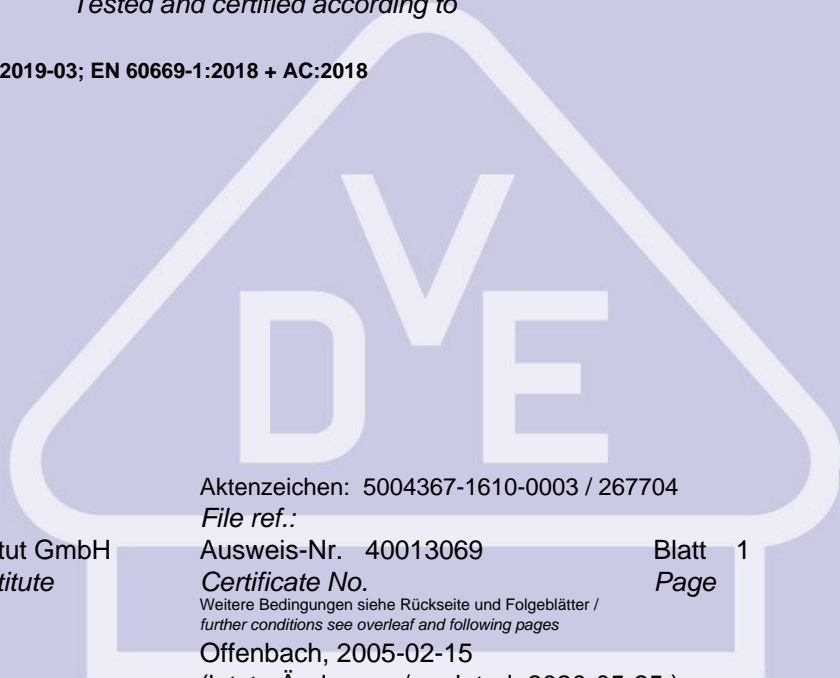 Tested and certified according to
2019-03; EN 60669-1:2018 + AC:2018
VDE
Aktenzeichen: 5004367-1610-0003 / 267704
File ref.:
tut GmbH Ausweis-Nr. 40013069 Blatt 1
titute Certificate No. Page
Weitere Bedingungen siehe Rückseite und Folgeblätter /
further conditions see overleaf and following pages
Offenbach, 2005-02-15